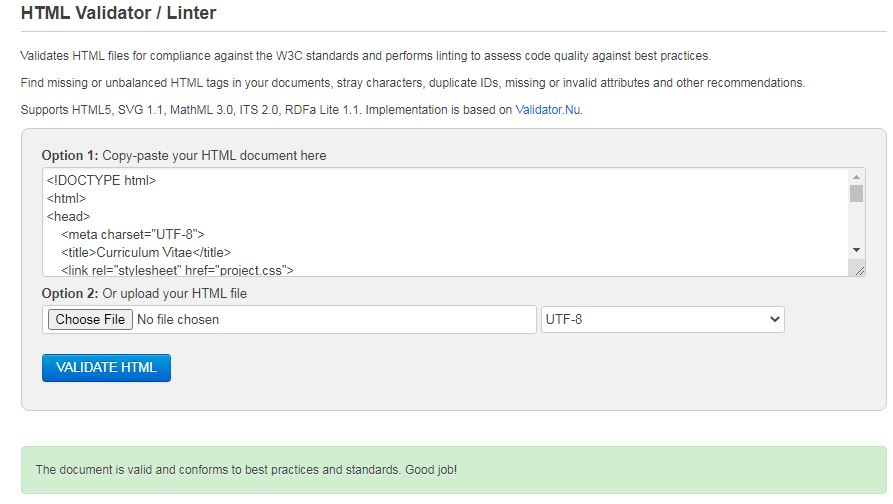 HTML Validator / Linter
Validates HTML files for compliance against the W3C standards and performs linting to assess code quality against best practices.
Find missing or unbalanced HTML tags in your documents, stray characters, duplicate IDs, missing or invalid attributes and other recommendations.
Supports HTML5, SVG 1.1, MathML 3.0, ITS 2.0, RDFa Lite 1.1. Implementation is based on Validator.Nu.
Option 1: Copy-paste your HTML document here
<!DOCTYPE html>
<html>
<head>
<meta charset="UTF-8">
<title>Curriculum Vitae</title>
<link rel="stylesheet" href="project.css">
Option 2: Or upload your HTML file
Choose File No file chosen UTF-8
VALIDATE HTML
The document is valid and conforms to best practices and standards. Good job!